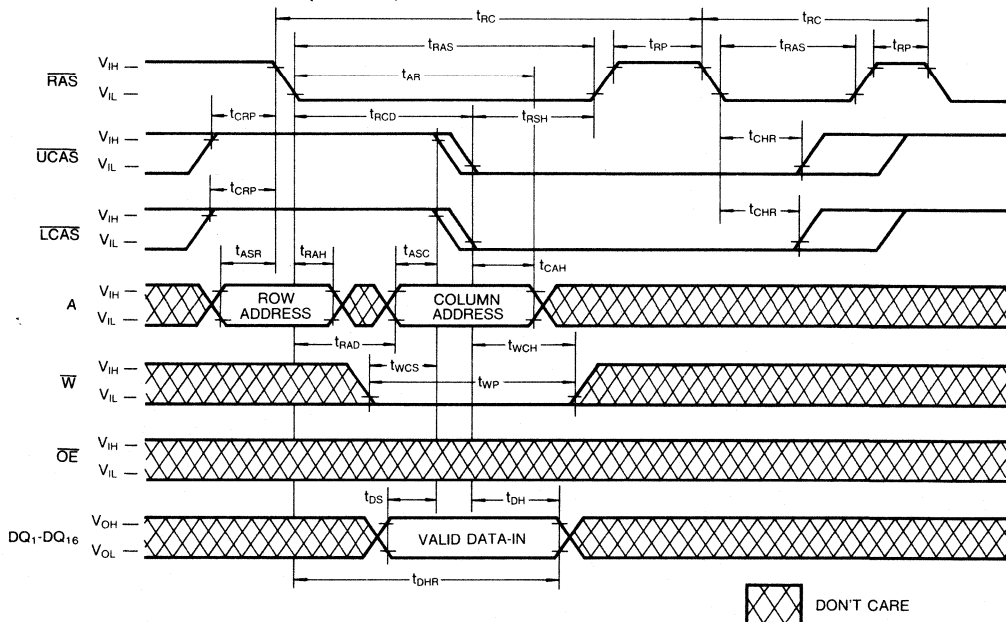 tRC tRC
tRAS tRP tRAS tRP
tAR
RAS VIH
VIL
tCRP tRCD tRSH
UCAS VIH
VIL
tCHR
tCRP
LCAS VIH
VIL
tCHR
tASR tRAH tASC tCAH
A VIH
VIL
ROW ADDRESS
COLUMN ADDRESS
tRAD tWCH
tWCS tWP
W VIH
VIL
OE VIH
VIL
tDS tDH
DQ1-DQ16 VOH
VOL
VALID DATA-IN
tDHR
DON'T CARE